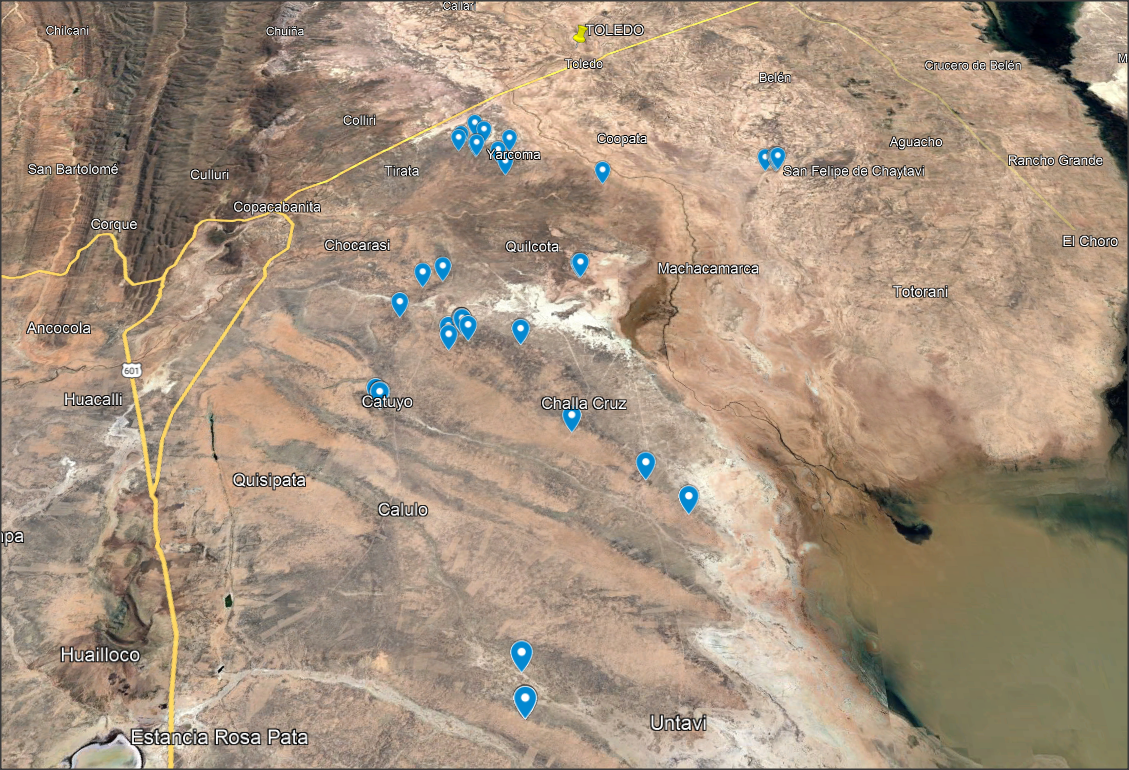 Callari
Chilcani
Chuiña
TOLEDO
Toledo
Crucero de Belén
Belén
Colliri
Coopata
Aguacho
Yarcoma
Rancho Grande
San Bartolomé
Culluri
Tirata
San Felipe de Chaytavi
Copacabanita
Corque
Chocarasi
Quilcota
El Choro
Machacamarca
Totorani
Ancocola
601
Huacalli
Catuyo
Challa Cruz
Quisipata
Calulo
Huailloco
Untavi
Estancia Rosa Pata